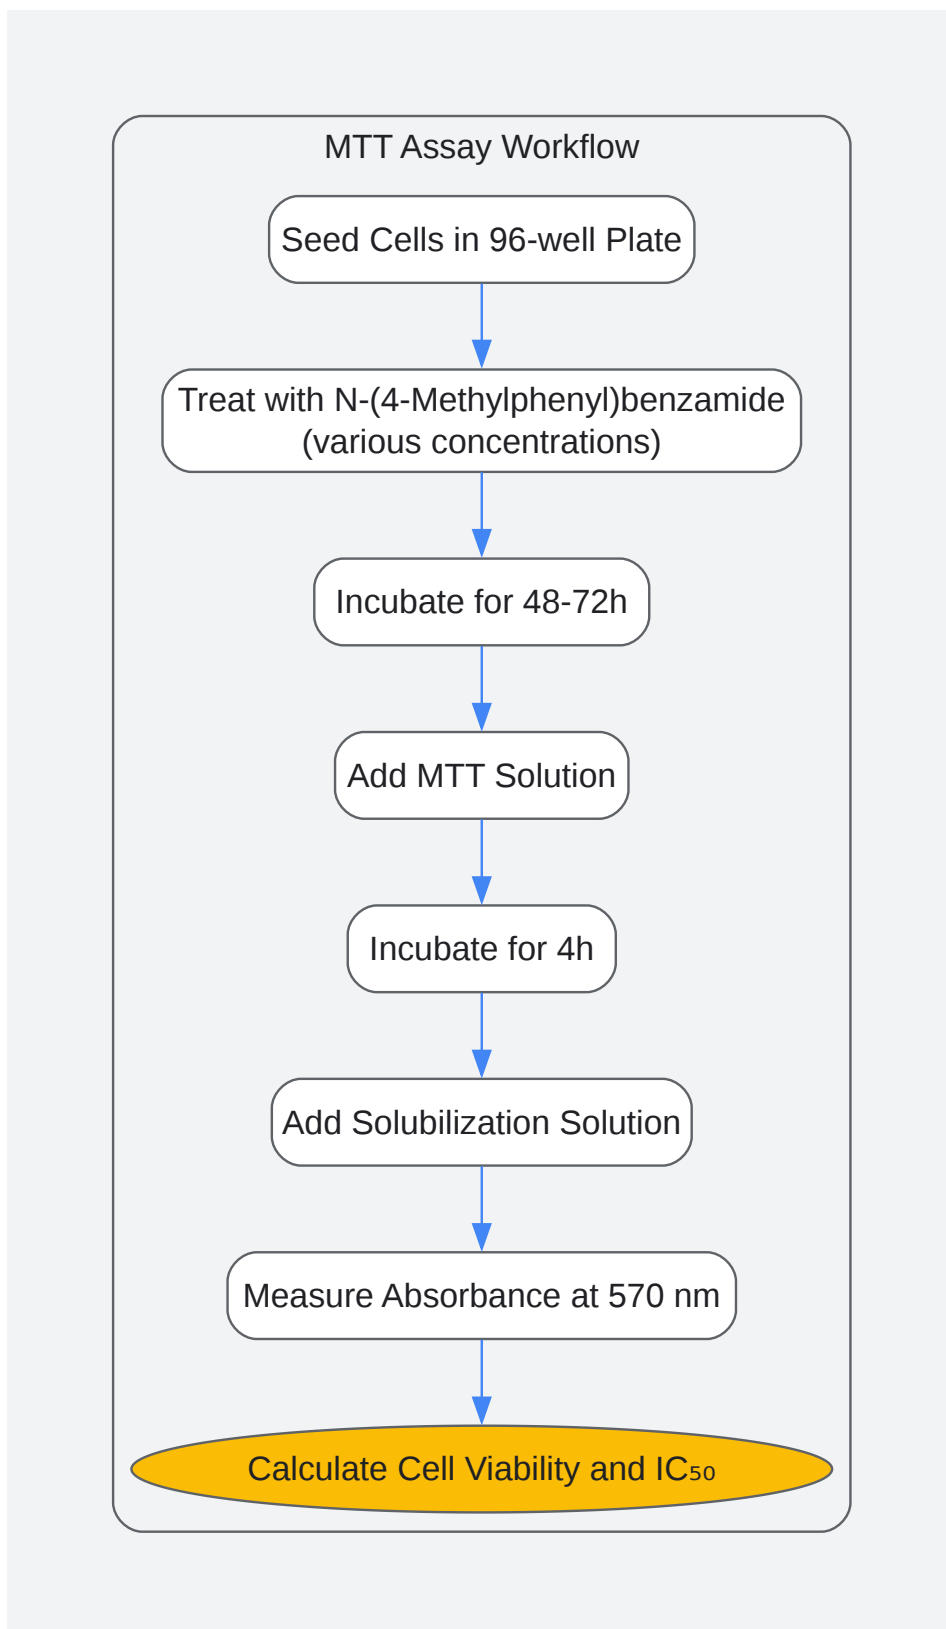 MTT Assay Workflow
Seed Cells in 96-well Plate
Treat with N-(4-Methylphenyl)benzamide
(various concentrations)
Incubate for 48-72h
Add MTT Solution
Incubate for 4h
Add Solubilization Solution
Measure Absorbance at 570 nm
Calculate Cell Viability and IC₅₀